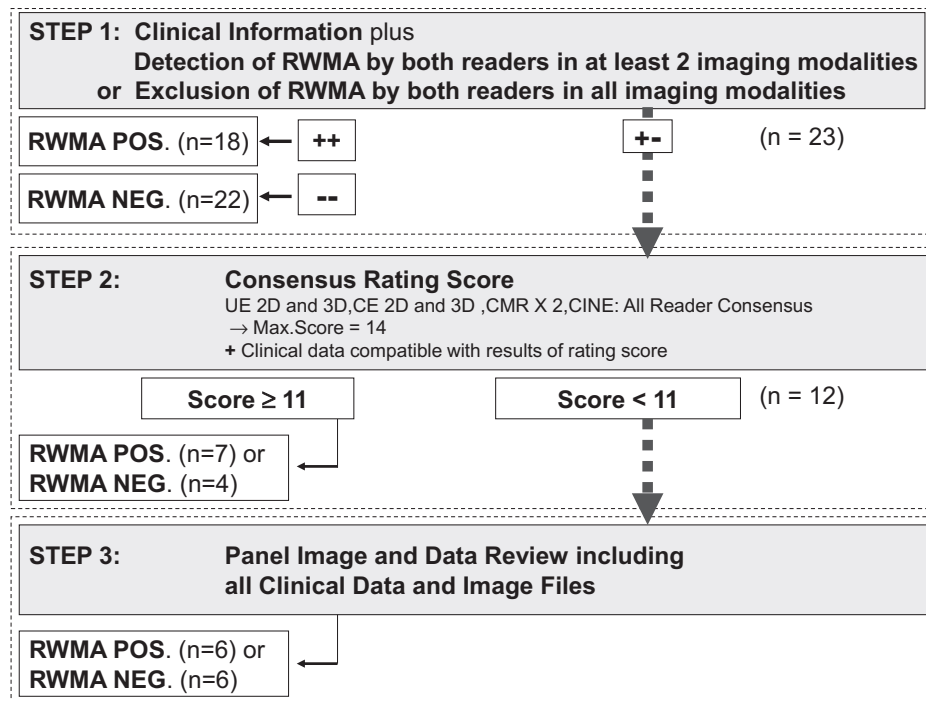 STEP 1: Clinical Information plus
Detection of RWMA by both readers in at least 2 imaging modalities
or Exclusion of RWMA by both readers in all imaging modalities
RWMA POS. (n=18) ++ +- (n = 23)
RWMA NEG. (n=22) --
STEP 2: Consensus Rating Score
UE 2D and 3D,CE 2D and 3D ,CMR X 2,CINE: All Reader Consensus
→ Max.Score = 14
+ Clinical data compatible with results of rating score
Score ≥ 11 Score < 11 (n = 12)
RWMA POS. (n=7) or
RWMA NEG. (n=4)
STEP 3: Panel Image and Data Review including
all Clinical Data and Image Files
RWMA POS. (n=6) or
RWMA NEG. (n=6)